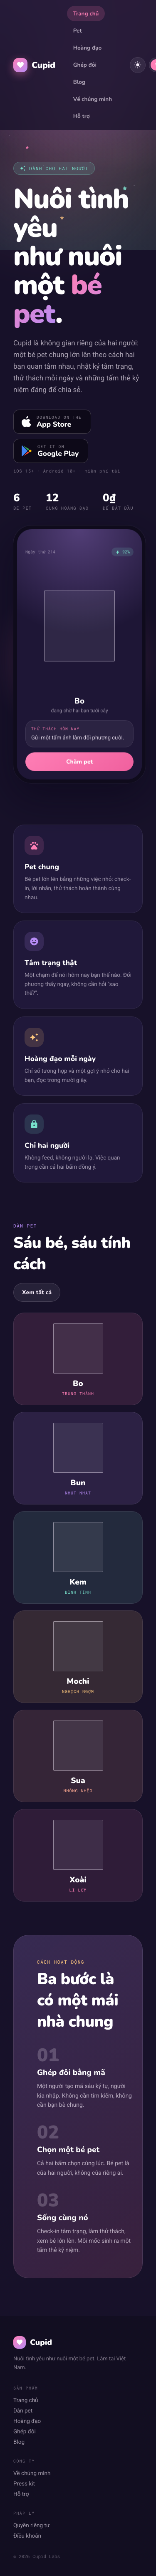 Cupid
Trang chủ
Pet
Hoàng đạo
Ghép đôi
Blog
Về chúng mình
Hỗ trợ
DÀNH CHO HAI NGƯỜI
Nuôi tình
yêu
như nuôi
một bé
pet.
Cupid là không gian riêng của hai người:
một bé pet chung lớn lên theo cách hai
bạn quan tâm nhau, nhật ký tâm trạng,
thử thách mỗi ngày và những tấm thẻ kỷ
niệm đáng để chia sẻ.
DOWNLOAD ON THE
App Store
GET IT ON
Google Play
iOS 15+ · Android 10+ · miễn phí tải
6
BÉ PET
12
CUNG HOÀNG ĐẠO
0₫
ĐỂ BẮT ĐẦU
Ngày thứ 214
92%
Bo
đang chờ hai bạn tưới cây
THỬ THÁCH HÔM NAY
Gửi một tấm ảnh làm đối phương cười
Chăm pet
Pet chung
Bé pet lớn lên bằng những việc nhỏ: check-
in, lời nhắn, thử thách hoàn thành cùng
nhau.
Tâm trạng thật
Một chạm để nói hôm nay bạn thế nào. Đối
phương thấy ngay, không cần hỏi "sao
thế?".
Hoàng đạo mỗi ngày
Chỉ số tương hợp và một gợi ý nhỏ cho hai
bạn, đọc trong mười giây.
Chỉ hai người
Không feed, không người lạ. Việc quan
trọng cần cả hai bấm đồng ý.
DÀN PET
Sáu bé, sáu tính
cách
Xem tất cả
Bo
TRUNG THÀNH
Bun
NHÚT NHÁT
Kem
BÌNH TĨNH
Mochi
NGHỊCH NGỢM
Sua
NHÕNG NHẼO
Xoài
LÌ LỢM
CÁCH HOẠT ĐỘNG
Ba bước là
có một mái
nhà chung
01
Ghép đôi bằng mã
Một người tạo mã sáu ký tự, người
kia nhập. Không cần tìm kiếm, không
cần bạn bè chung.
02
Chọn một bé pet
Cả hai bấm chọn cùng lúc. Bé pet là
của hai người, không của riêng ai.
03
Sống cùng nó
Check-in tâm trạng, làm thử thách,
xem bé lớn lên. Mỗi mốc sinh ra một
tấm thẻ kỷ niệm.
Cupid
Nuôi tình yêu như nuôi một bé pet. Làm tại Việt
Nam.
SẢN PHẨM
Trang chủ
Dàn pet
Hoàng đạo
Ghép đôi
Blog
CÔNG TY
Về chúng mình
Press kit
Hỗ trợ
PHÁP LÝ
Quyền riêng tư
Điều khoản
© 2026 Cupid Labs